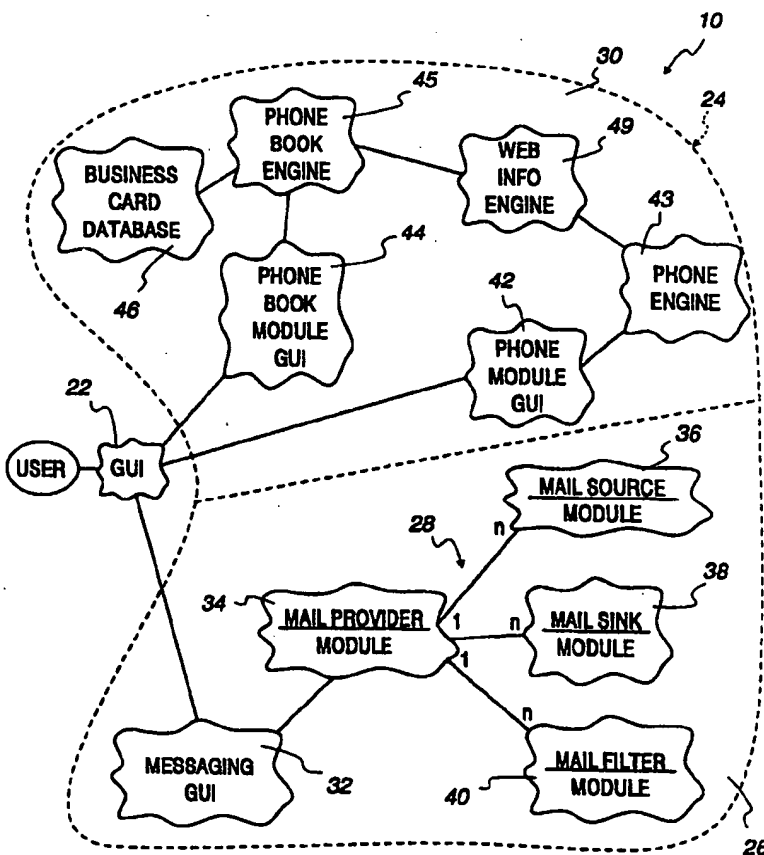 10
30
45
24
PHONE
BOOK
ENGINE
49
WEB
INFO
ENGINE
BUSINESS
CARD
DATABASE
43
44
PHONE
ENGINE
PHONE
BOOK
MODULE
GUI
42
46
PHONE
MODULE
GUI
22
36
USER
GUI
MAIL SOURCE
MODULE
28
n
34
38
MAIL PROVIDER
MODULE
1
n
MAIL SINK
MODULE
1
n
MESSAGING
GUI
32
MAIL FILTER
MODULE
40
26